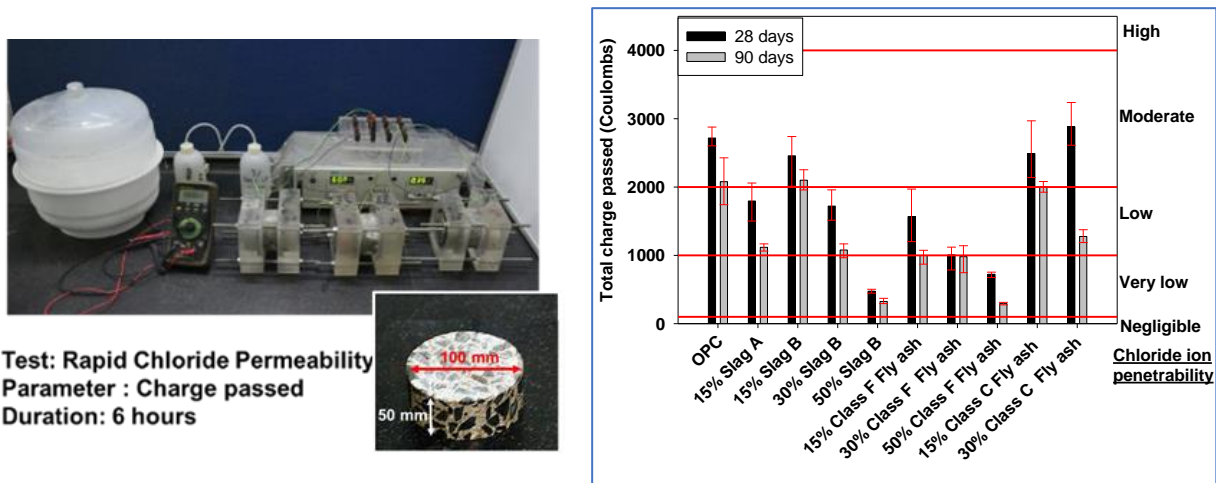 100 mm
50 mm
Test: Rapid Chloride Permeability
Parameter : Charge passed
Duration: 6 hours
Total charge passed (Coulombs)
0
1000
2000
3000
4000
28 days
90 days
High
Moderate
Low
Very low
Negligible
Chloride ion
penetrability
OPC
15% Slag A
15% Slag B
30% Slag B
50% Slag B
15% Class F Fly ash
30% Class F Fly ash
50% Class F Fly ash
15% Class C Fly ash
30% Class C Fly ash